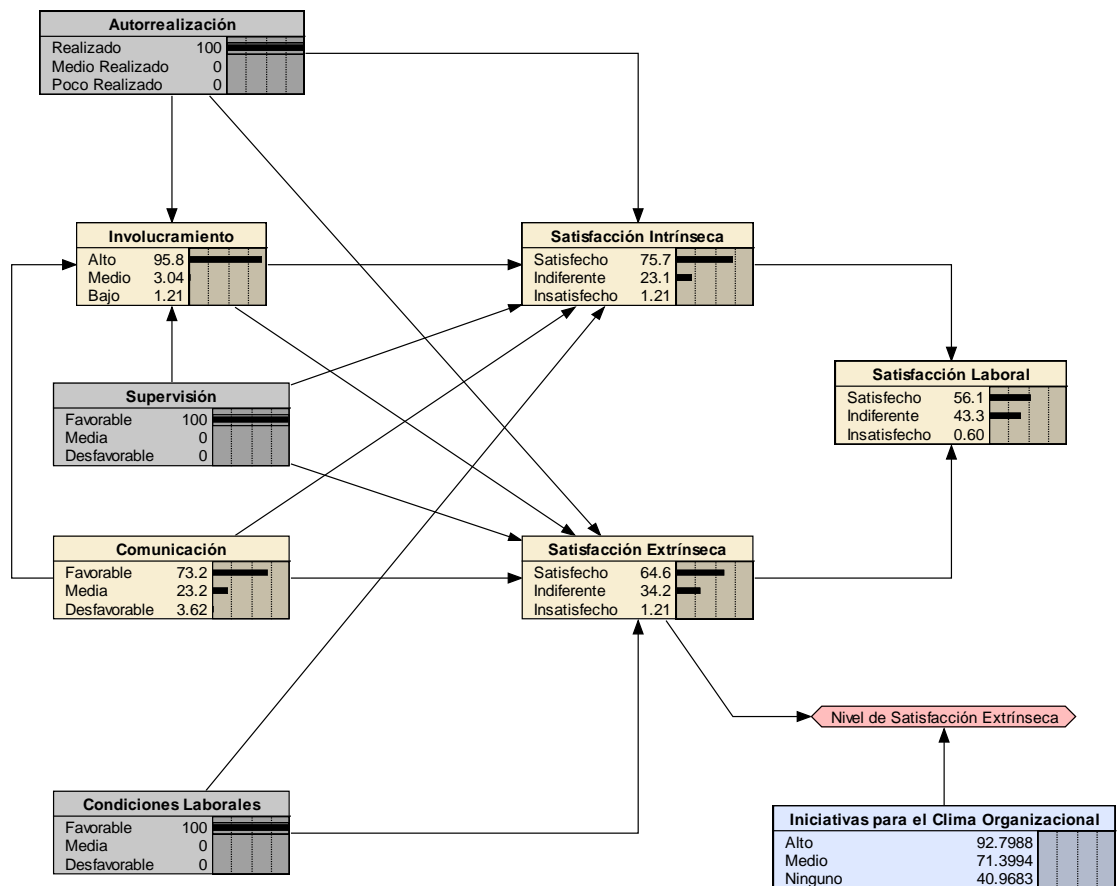 Autorrealización
Realizado 100
Medio Realizado 0
Poco Realizado 0
Involucramiento
Alto 95.8
Medio 3.04
Bajo 1.21
Satisfacción Intrínseca
Satisfecho 75.7
Indiferente 23.1
Insatisfecho 1.21
Supervisión
Favorable 100
Media 0
Desfavorable 0
Satisfacción Laboral
Satisfecho 56.1
Indiferente 43.3
Insatisfecho 0.60
Comunicación
Favorable 73.2
Media 23.2
Desfavorable 3.62
Satisfacción Extrínseca
Satisfecho 64.6
Indiferente 34.2
Insatisfecho 1.21
Nivel de Satisfacción Extrínseca
Condiciones Laborales
Favorable 100
Media 0
Desfavorable 0
Iniciativas para el Clima Organizacional
Alto 92.7988
Medio 71.3994
Ninguno 40.9683